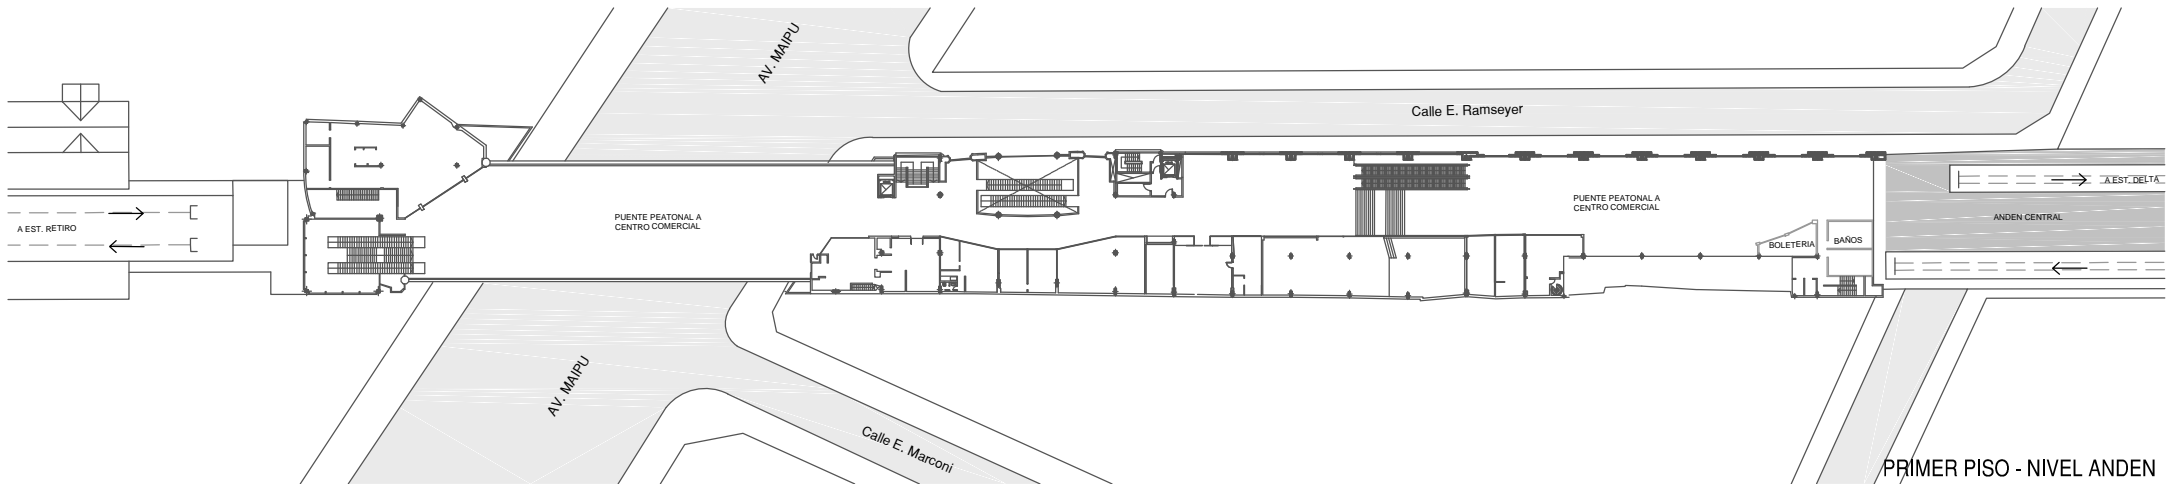 AV. MAIPU
Calle E. Ramseyer
A EST. DELTA
PUENTE PEATONAL A
CENTRO COMERCIAL
PUENTE PEATONAL A
CENTRO COMERCIAL
ANDEN CENTRAL
A EST. RETIRO
BOLETERIA
BAÑOS
AV. MAIPU
Calle E. Marconi
PRIMER PISO - NIVEL ANDEN